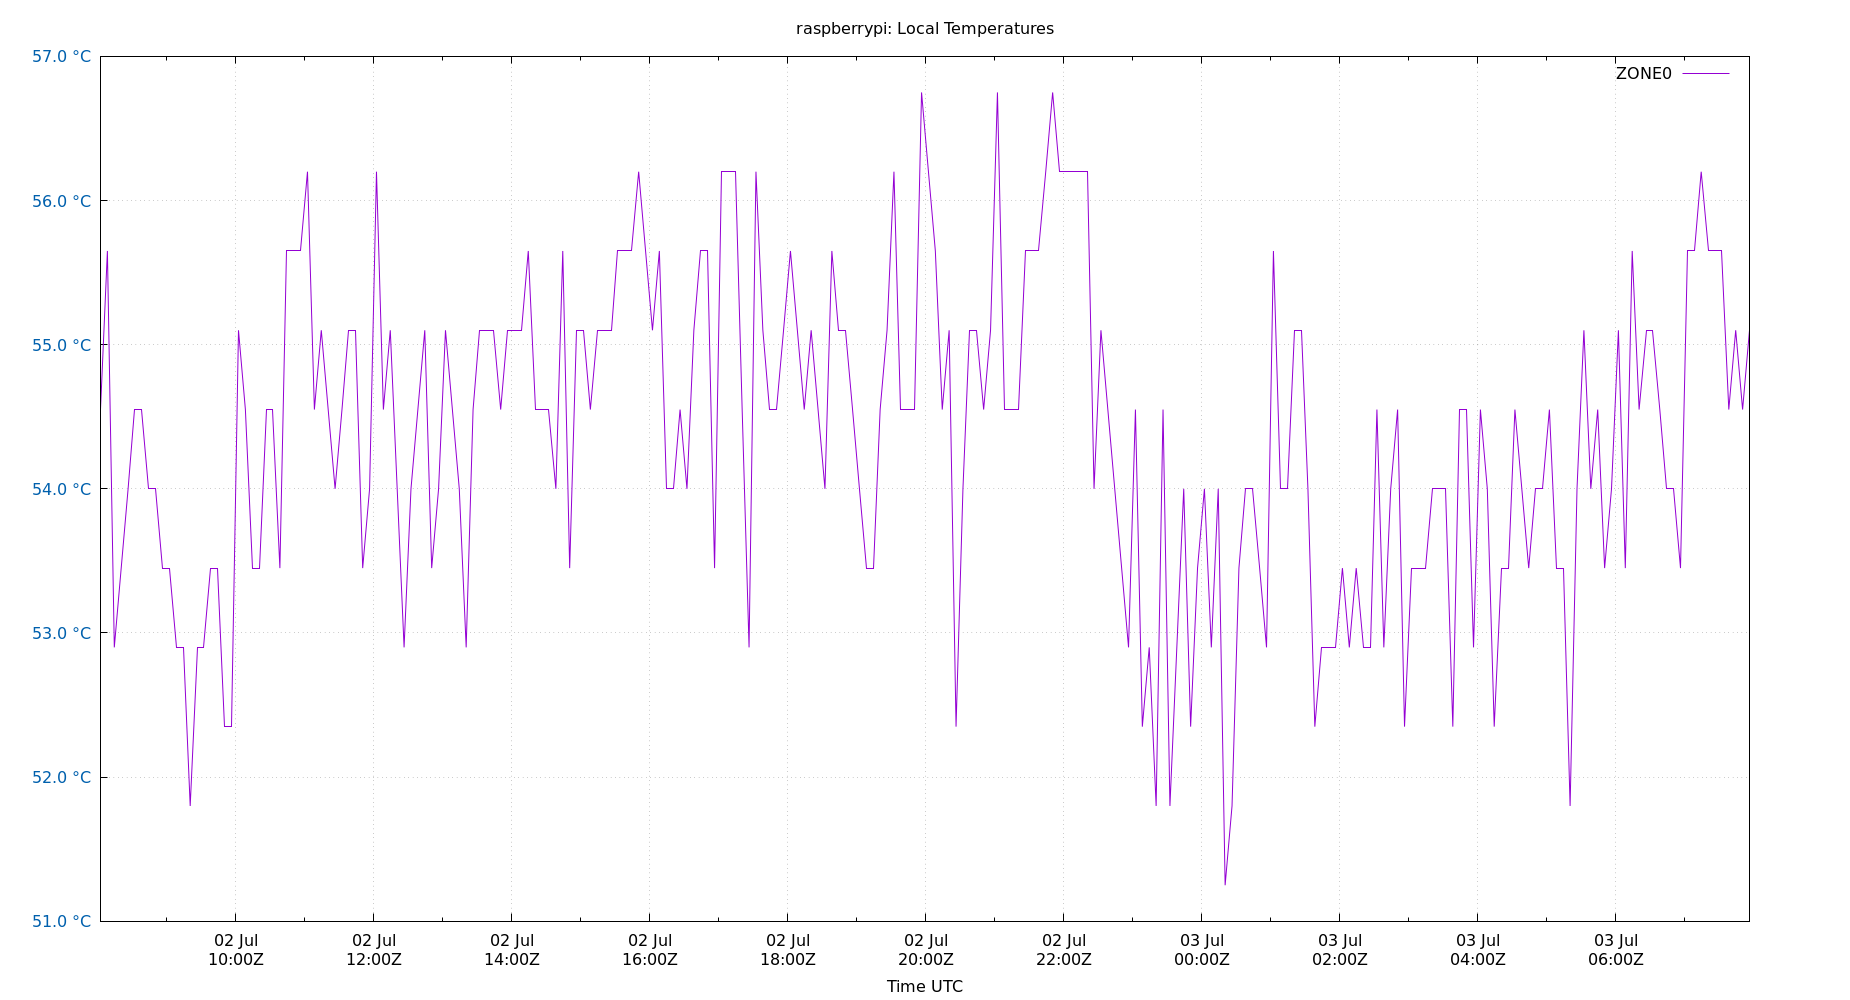 raspberrypi: Local Temperatures
ZONE0
57.0 °C
56.0 °C
55.0 °C
54.0 °C
53.0 °C
52.0 °C
51.0 °C
02 Jul 02 Jul 02 Jul 02 Jul 02 Jul 02 Jul 02 Jul 03 Jul 03 Jul 03 Jul 03 Jul
10:00Z 12:00Z 14:00Z 16:00Z 18:00Z 20:00Z 22:00Z 00:00Z 02:00Z 04:00Z 06:00Z
Time UTC